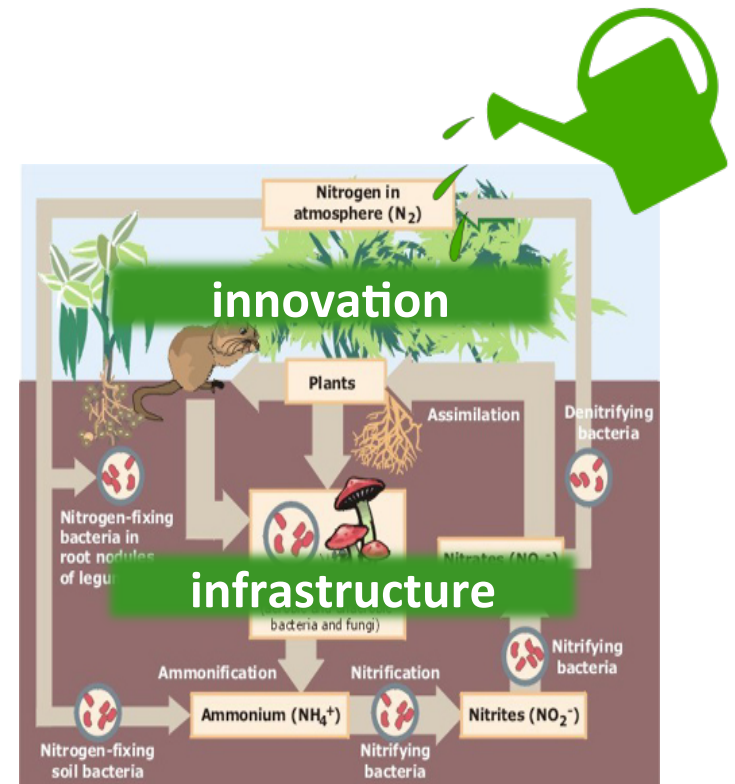 Nitrogen in
atmosphere (N₂)
innovation
Plants
Assimilation
Denitrifying
bacteria
Nitrogen-fixing
bacteria in
root nodules
of
Nitrates
infrastructure
bacteria and fungi)
Nitrifying
bacteria
Ammonification
Nitrification
Ammonium (NH₄⁺)
Nitrites (NO₂⁻)
Nitrogen-fixing
soil bacteria
Nitrifying
bacteria